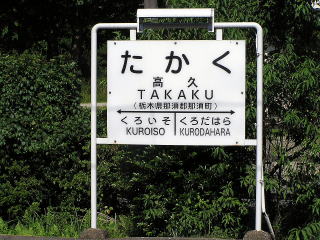 たかく
高久
TAKAKU
(栃木県那須郡那須町)
くろいそ くろだはら
KUROISO KURODAHARA